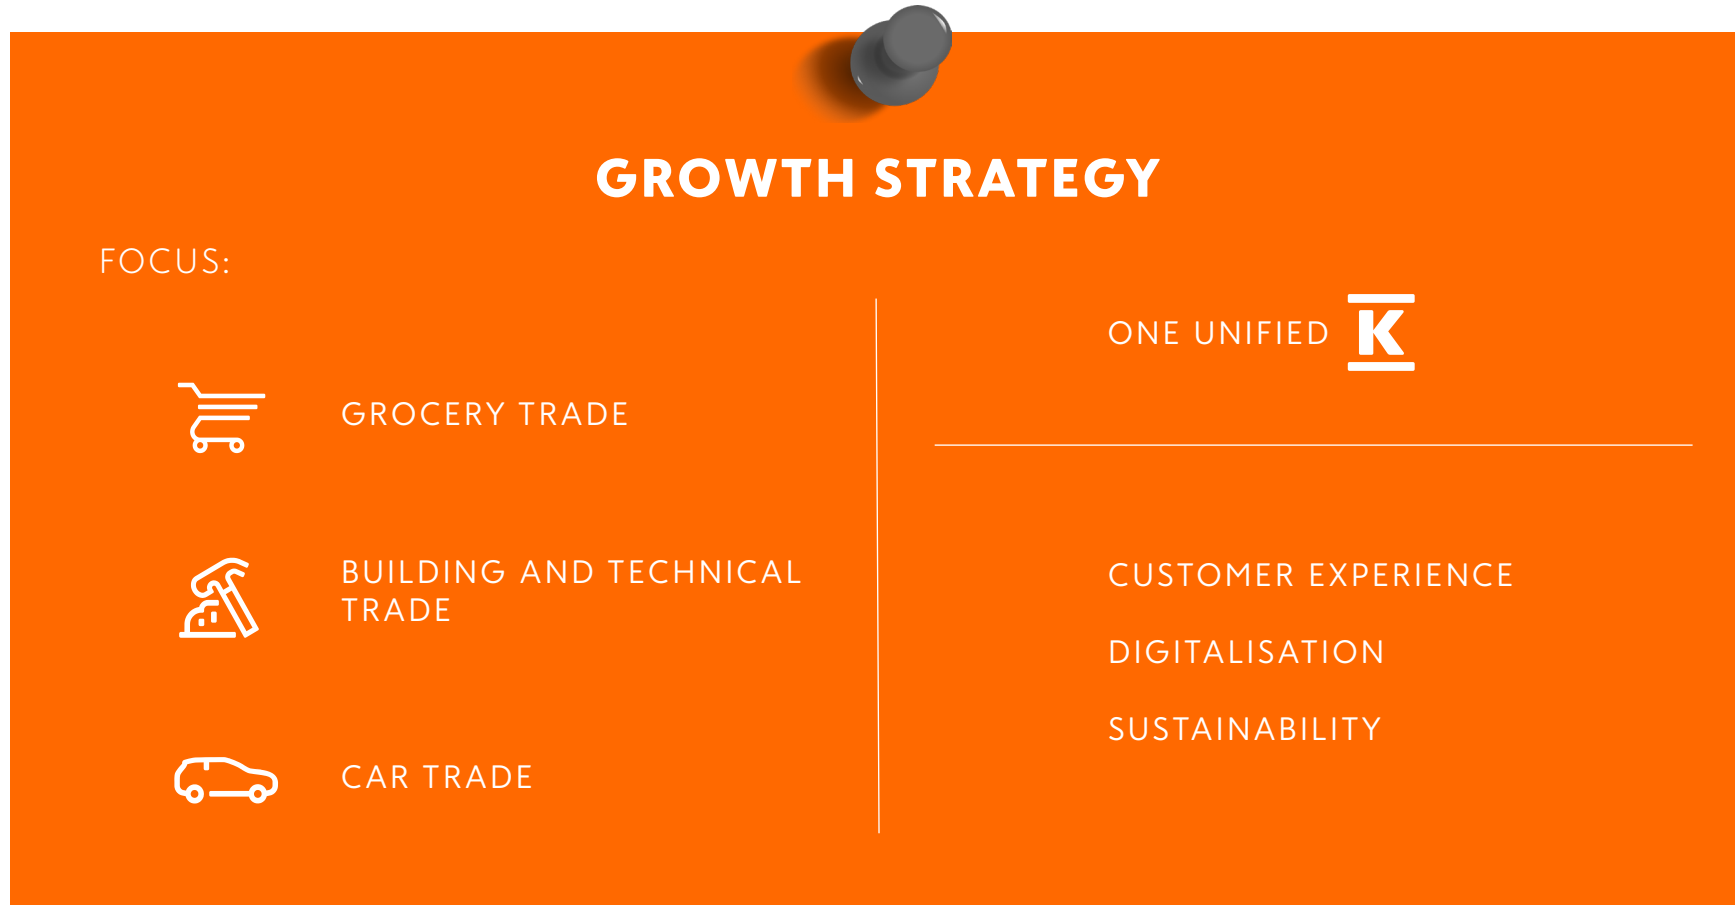 GROWTH STRATEGY
FOCUS:
GROCERY TRADE
BUILDING AND TECHNICAL
TRADE
CAR TRADE
ONE UNIFIED K
CUSTOMER EXPERIENCE
DIGITALISATION
SUSTAINABILITY